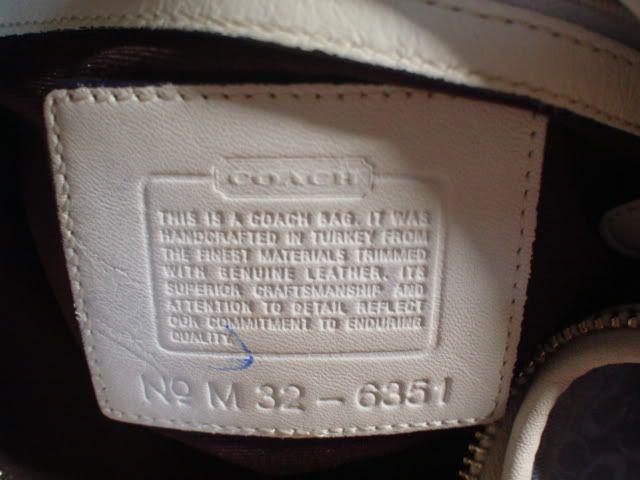 COACH
THIS IS A COACH BAG. IT WAS
HANDCRAFTED IN TURKEY FROM
THE FINEST MATERIALS TRIMMED
WITH GENUINE LEATHER. ITS
SUPERIOR CRAFTSMANSHIP AND
ATTENTION TO DETAIL REFLECT
OUR COMMITMENT TO ENDURING
QUALITY.
Nº M 32 - 6351